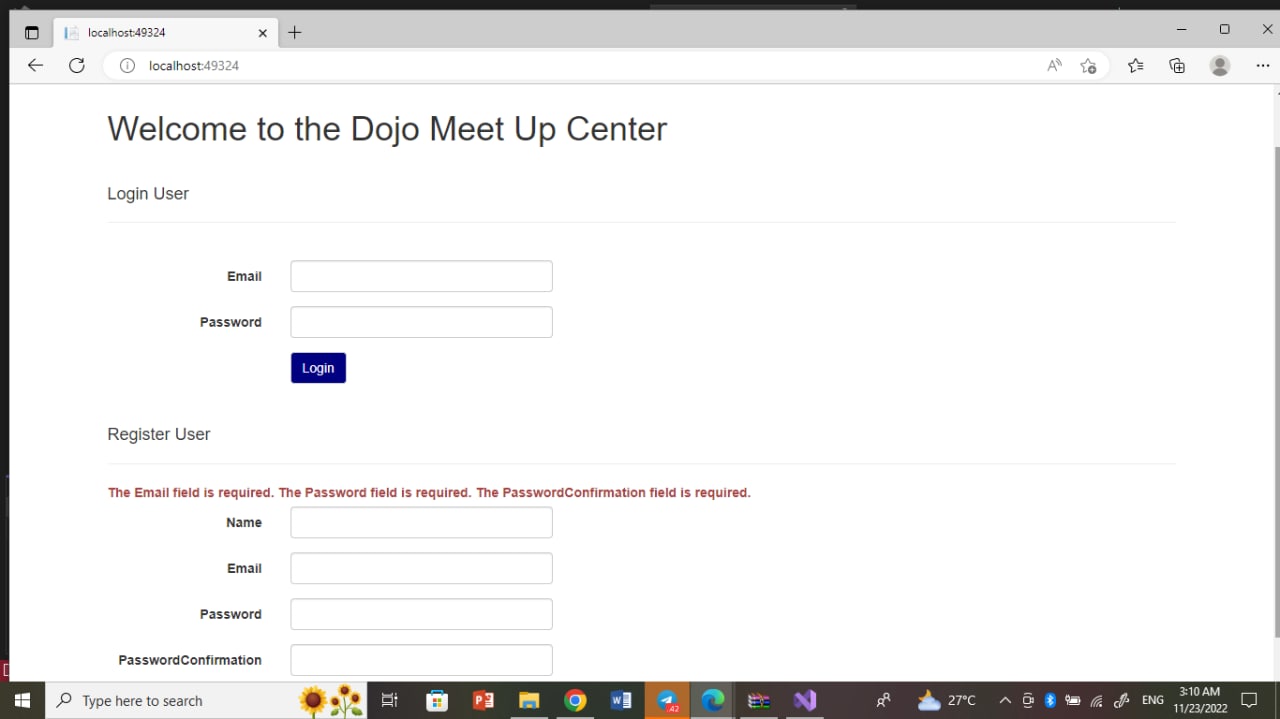 localhost:49324
localhost:49324
Welcome to the Dojo Meet Up Center
Login User
Email
Password
Login
Register User
The Email field is required. The Password field is required. The PasswordConfirmation field is required.
Name
Email
Password
PasswordConfirmation
Type here to search
27°C
ENG
3:10 AM
11/23/2022